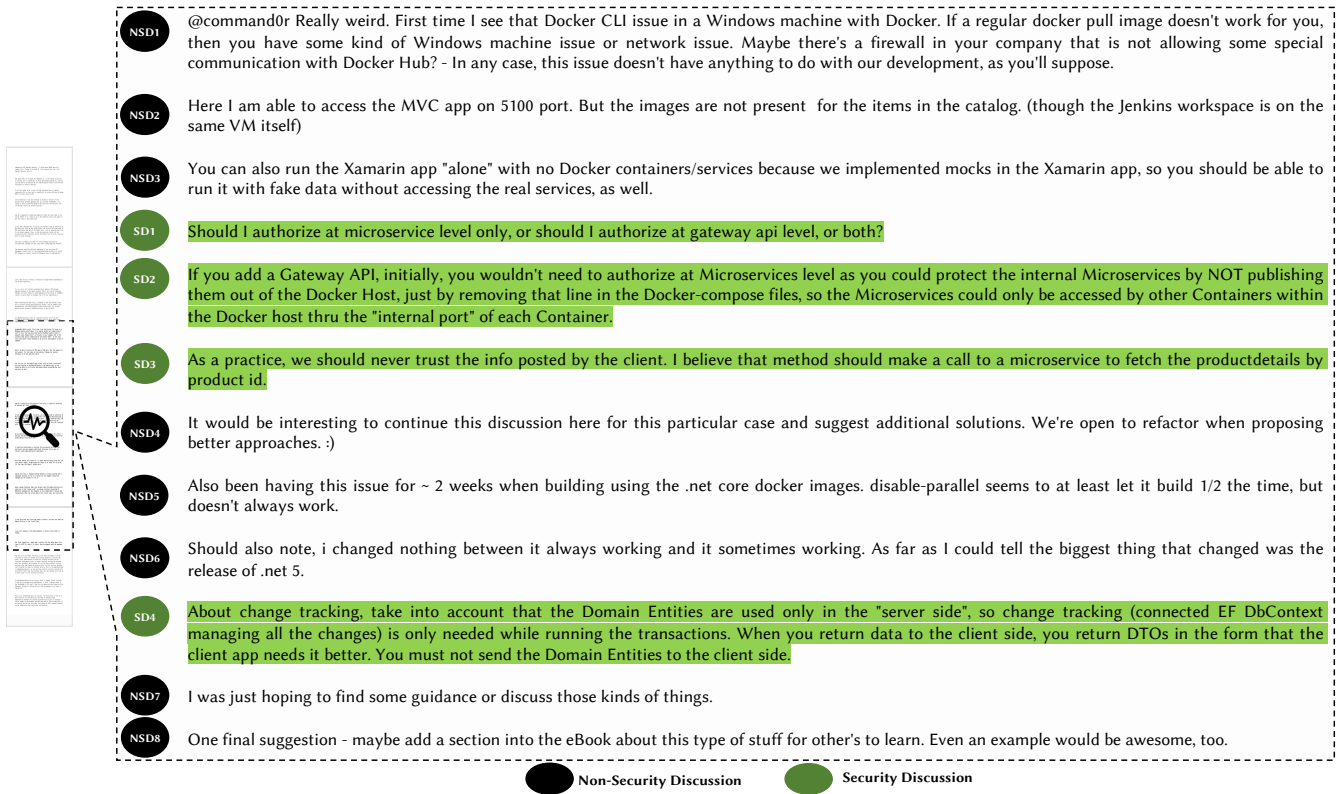 NSD1
@command0r Really weird. First time I see that Docker CLI issue in a Windows machine with Docker. If a regular docker pull image doesn't work for you,
then you have some kind of Windows machine issue or network issue. Maybe there's a firewall in your company that is not allowing some special
communication with Docker Hub? - In any case, this issue doesn't have anything to do with our development, as you'll suppose.
NSD2
Here I am able to access the MVC app on 5100 port. But the images are not present for the items in the catalog. (though the Jenkins workspace is on the
same VM itself)
NSD3
You can also run the Xamarin app "alone" with no Docker containers/services because we implemented mocks in the Xamarin app, so you should be able to
run it with fake data without accessing the real services, as well.
SD1
Should I authorize at microservice level only, or should I authorize at gateway api level, or both?
SD2
If you add a Gateway API, initially, you wouldn't need to authorize at Microservices level as you could protect the internal Microservices by NOT publishing
them out of the Docker Host, just by removing that line in the Docker-compose files, so the Microservices could only be accessed by other Containers within
the Docker host thru the "internal port" of each Container.
SD3
As a practice, we should never trust the info posted by the client. I believe that method should make a call to a microservice to fetch the productdetails by
product id.
NSD4
It would be interesting to continue this discussion here for this particular case and suggest additional solutions. We're open to refactor when proposing
better approaches. :)
NSD5
Also been having this issue for ~ 2 weeks when building using the .net core docker images. disable-parallel seems to at least let it build 1/2 the time, but
doesn't always work.
NSD6
Should also note, i changed nothing between it always working and it sometimes working. As far as I could tell the biggest thing that changed was the
release of .net 5.
SD4
About change tracking, take into account that the Domain Entities are used only in the "server side", so change tracking (connected EF DbContext
managing all the changes) is only needed while running the transactions. When you return data to the client side, you return DTOs in the form that the
client app needs it better. You must not send the Domain Entities to the client side.
NSD7
I was just hoping to find some guidance or discuss those kinds of things.
NSD8
One final suggestion - maybe add a section into the eBook about this type of stuff for other's to learn. Even an example would be awesome, too.
Non-Security Discussion
Security Discussion